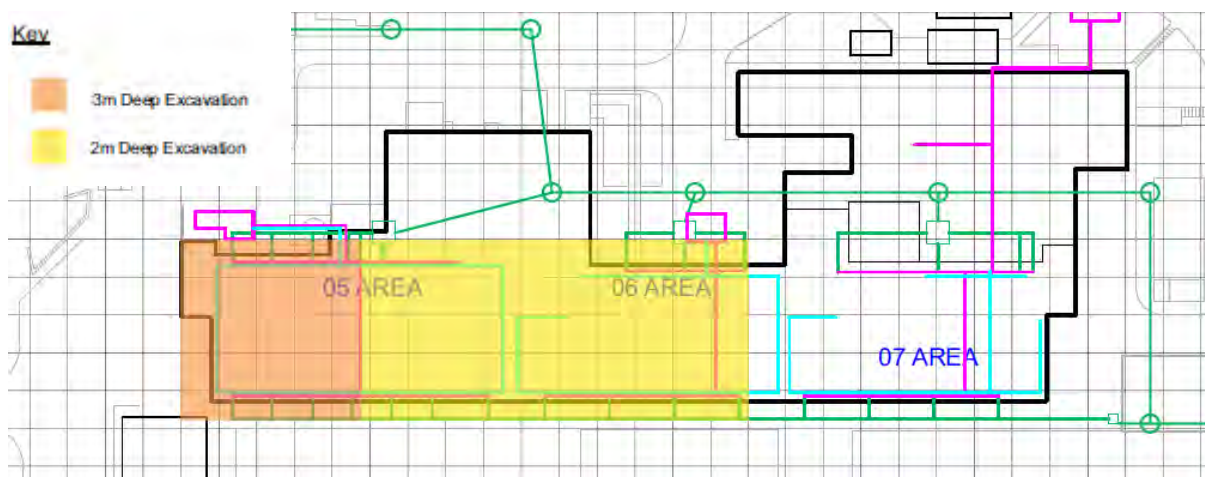 Key
3m Deep Excavation
2m Deep Excavation
05 AREA
06 AREA
07 AREA